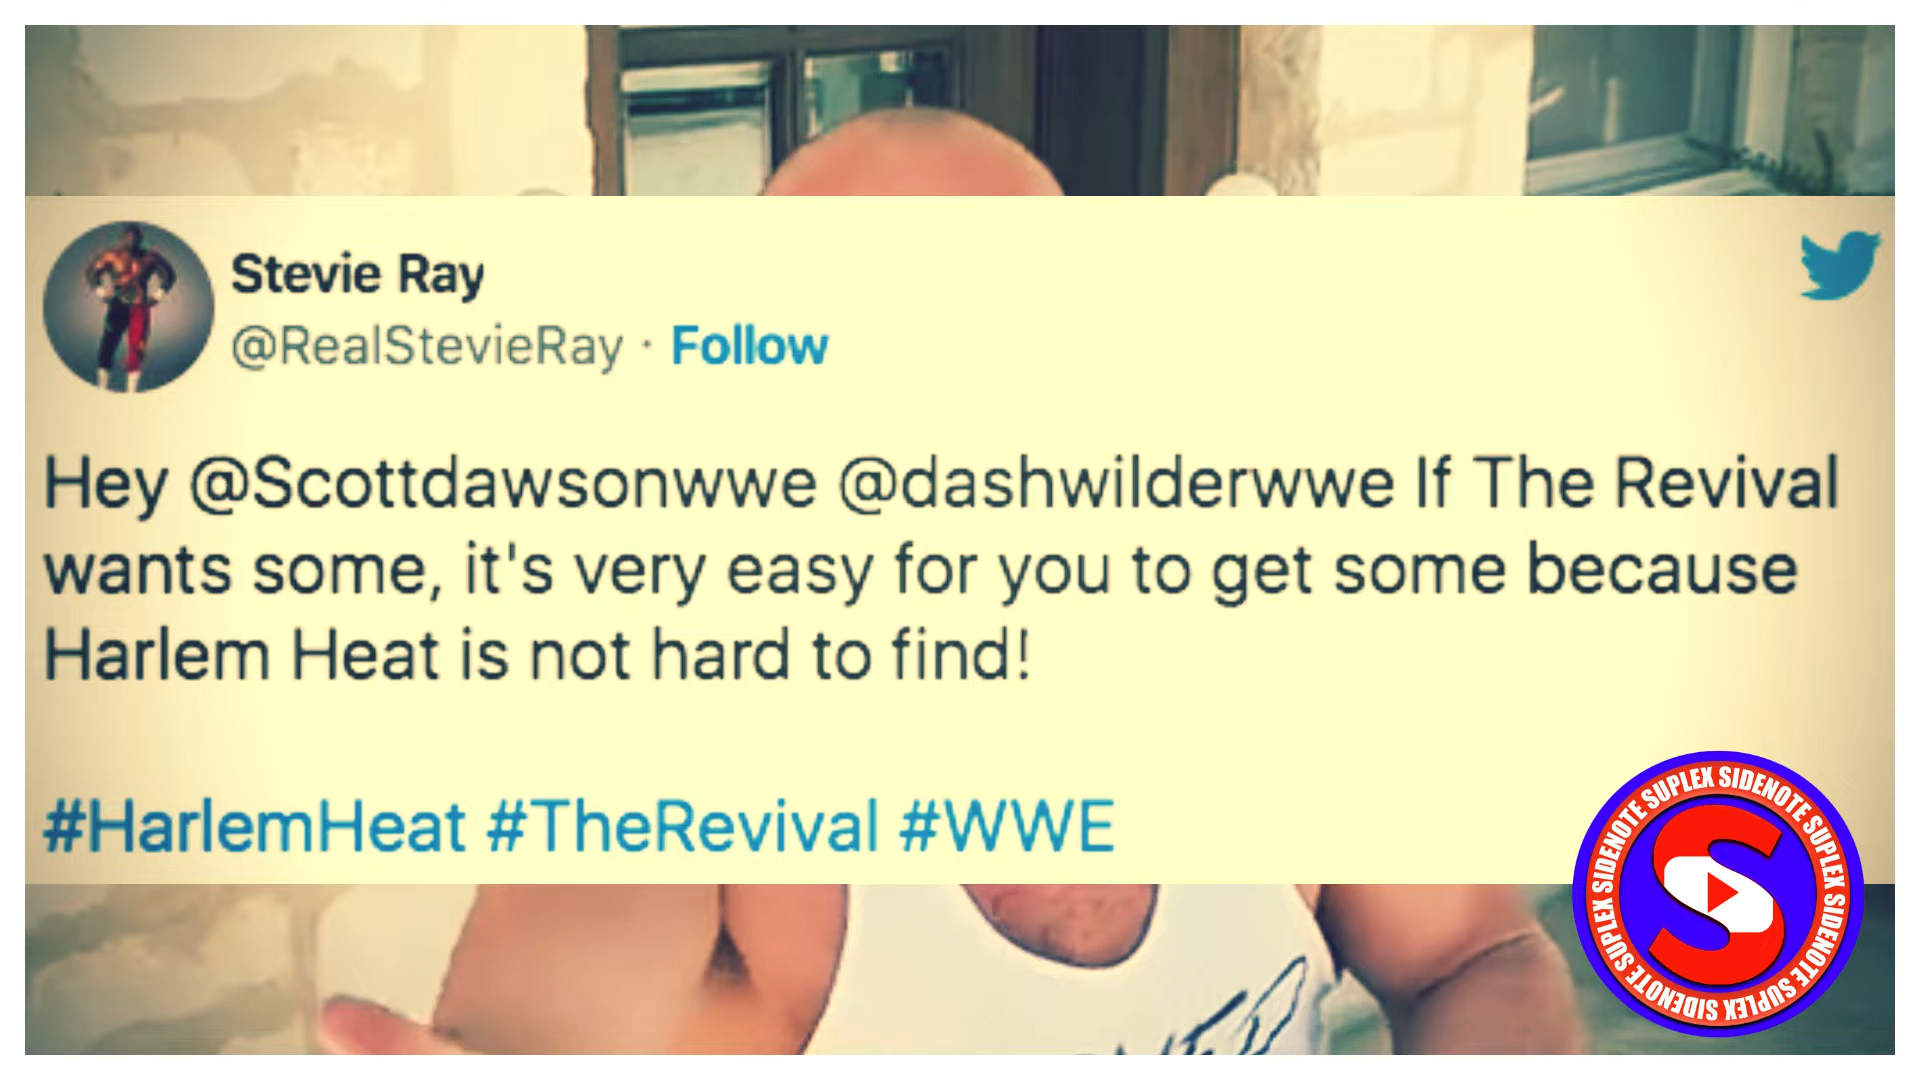 Stevie Ray
@RealStevieRay · Follow
Hey @Scottdawsonwwe @dashwilderwwe If The Revival
wants some, it's very easy for you to get some because
Harlem Heat is not hard to find!
#HarlemHeat #TheRevival #WWE
SUPLEX SIDENOTE SUPLEX SIDENOTE SUPLEX SIDENOTE SUPLEX SIDENOTE
S